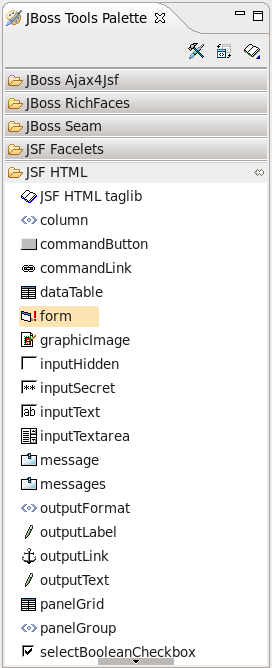 JBoss Tools Palette
JBoss Ajax4Jsf
JBoss RichFaces
JBoss Seam
JSF Facelets
JSF HTML
JSF HTML taglib
column
commandButton
commandLink
dataTable
form
graphicImage
inputHidden
inputSecret
inputText
inputTextarea
message
messages
outputFormat
outputLabel
outputLink
outputText
panelGrid
panelGroup
selectBooleanCheckbox